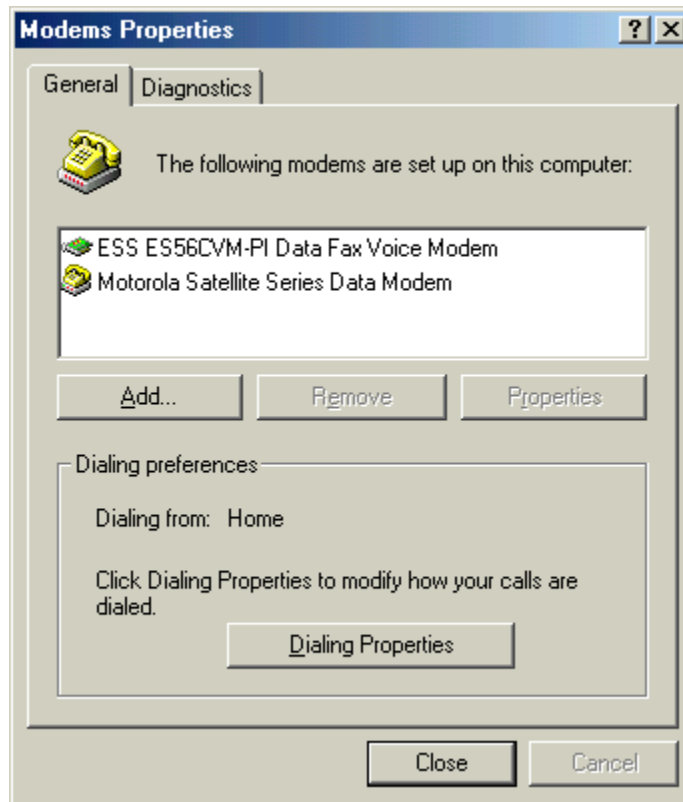 Modems Properties
?
General
Diagnostics
The following modems are set up on this computer:
ESS ES56CVM-PI Data Fax Voice Modem
Motorola Satellite Series Data Modem
Add...
Remove
Properties
Dialing preferences
Dialing from: Home
Click Dialing Properties to modify how your calls are
dialed.
Dialing Properties
Close
Cancel